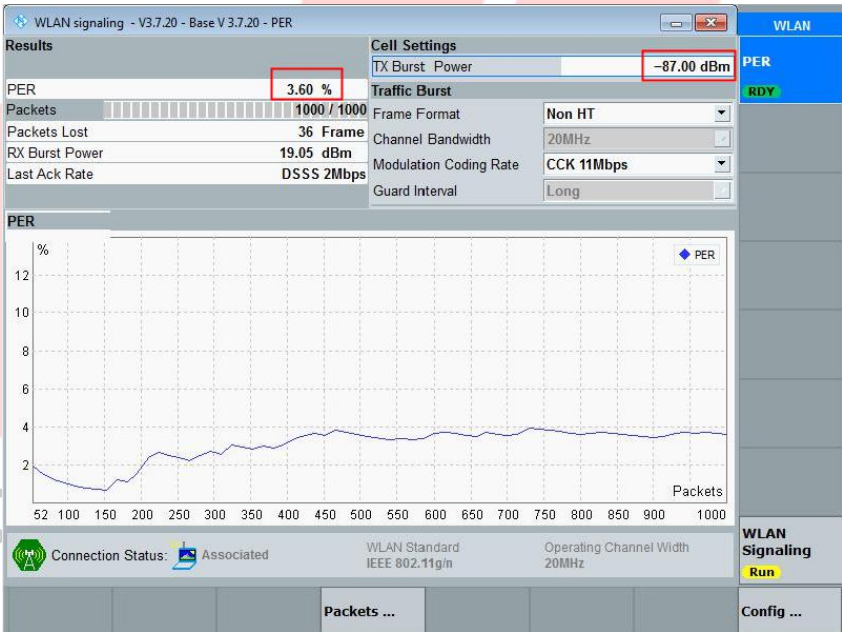 WLAN signaling - V3.7.20 - Base V 3.7.20 - PER
WLAN
Results
PER 3.60 %
Packets 1000 / 1000
Packets Lost 36 Frame
RX Burst Power 19.05 dBm
Last Ack Rate DSSS 2Mbps
Cell Settings
TX Burst Power -87.00 dBm
Traffic Burst
Frame Format Non HT
Channel Bandwidth 20MHz
Modulation Coding Rate CCK 11Mbps
Guard Interval Long
PER
RDY
PER
%
PER
12
10
8
6
4
2
Packets
52 100 150 200 250 300 350 400 450 500 550 600 650 700 750 800 850 900 1000
Connection Status: Associated
WLAN Standard
IEEE 802.11g/n
Operating Channel Width
20MHz
WLAN
Signaling
Run
Packets ...
Config ...